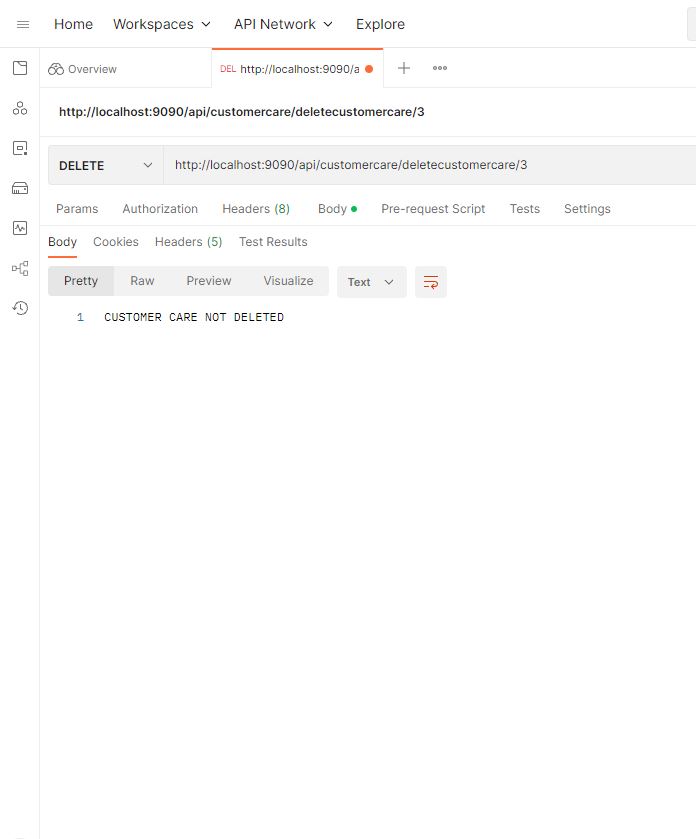 Home Workspaces API Network Explore
Overview DEL http://localhost:9090/a
http://localhost:9090/api/customercare/deletecustomercare/3
DELETE http://localhost:9090/api/customercare/deletecustomercare/3
Params Authorization Headers (8) Body Pre-request Script Tests Settings
Body Cookies Headers (5) Test Results
Pretty Raw Preview Visualize Text
1 CUSTOMER CARE NOT DELETED